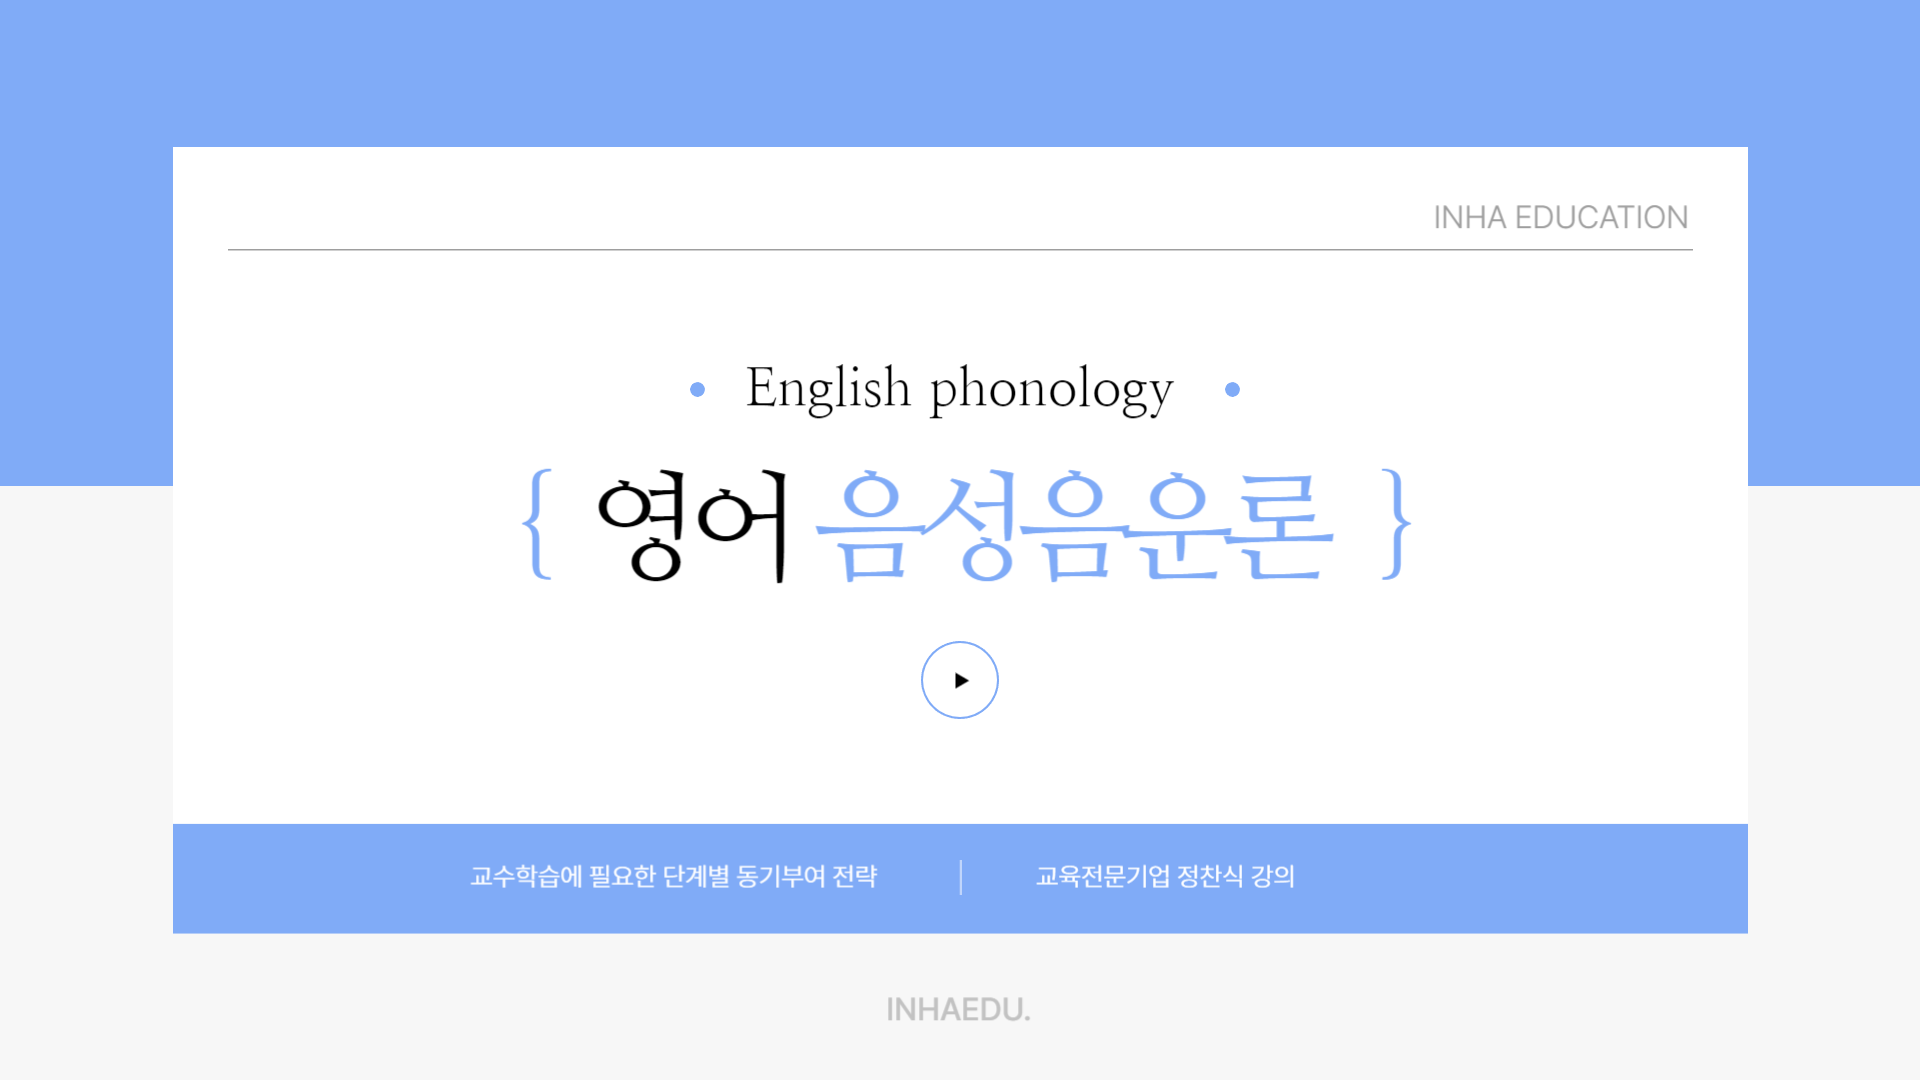 INHA EDUCATION
• English phonology •
{ 영어 음성음운론 }
교수학습에 필요한 단계별 동기부여 전략 | 교육전문기업 정찬식 강의
INHAEDU.